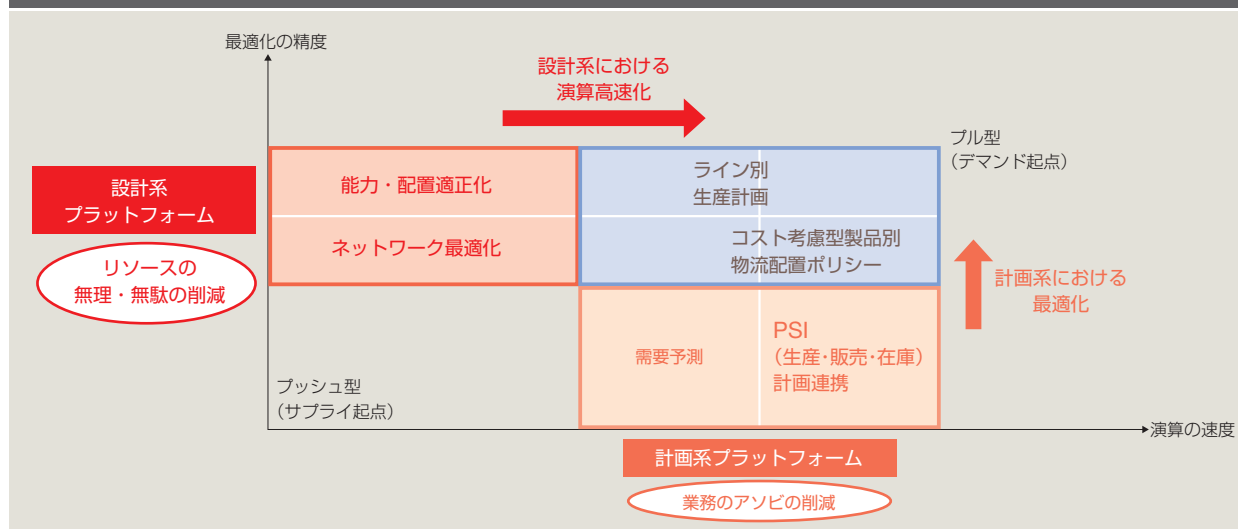 最適化の精度
設計系における
演算高速化
プル型
（デマンド起点）
設計系
プラットフォーム
能力・配置適正化
ライン別
生産計画
ネットワーク最適化
コスト考慮型製品別
物流配置ポリシー
リソースの
無理・無駄の削減
計画系における
最適化
需要予測
PSI
（生産・販売・在庫）
計画連携
プッシュ型
（サプライ起点）
演算の速度
計画系プラットフォーム
業務のアソビの削減